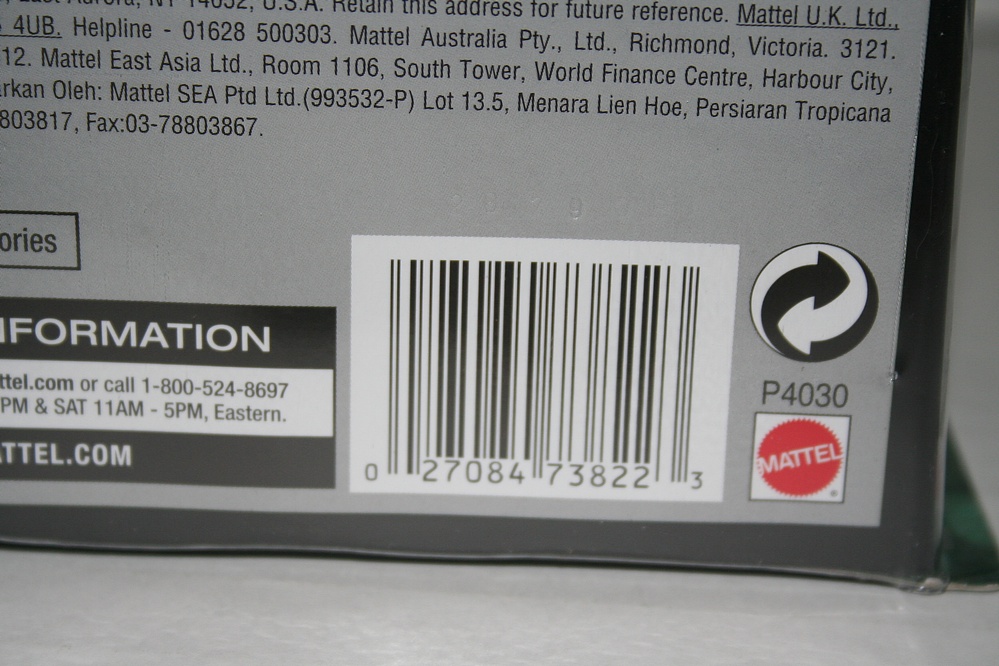 East Aurora, NY 14052, U.S.A. Retain this address for future reference. Mattel U.K. Ltd.,
4UB. Helpline - 01628 500303. Mattel Australia Pty., Ltd., Richmond, Victoria. 3121.
12. Mattel East Asia Ltd., Room 1106, South Tower, World Finance Centre, Harbour City,
rkan Oleh: Mattel SEA Ptd Ltd.(993532-P) Lot 13.5, Menara Lien Hoe, Persiaran Tropicana
803817, Fax:03-78803867.
ories
NFORMATION
ttel.com or call 1-800-524-8697
PM & SAT 11AM - 5PM, Eastern.
ATTEL.COM
0 27084 73822 3
P4030
MATTEL